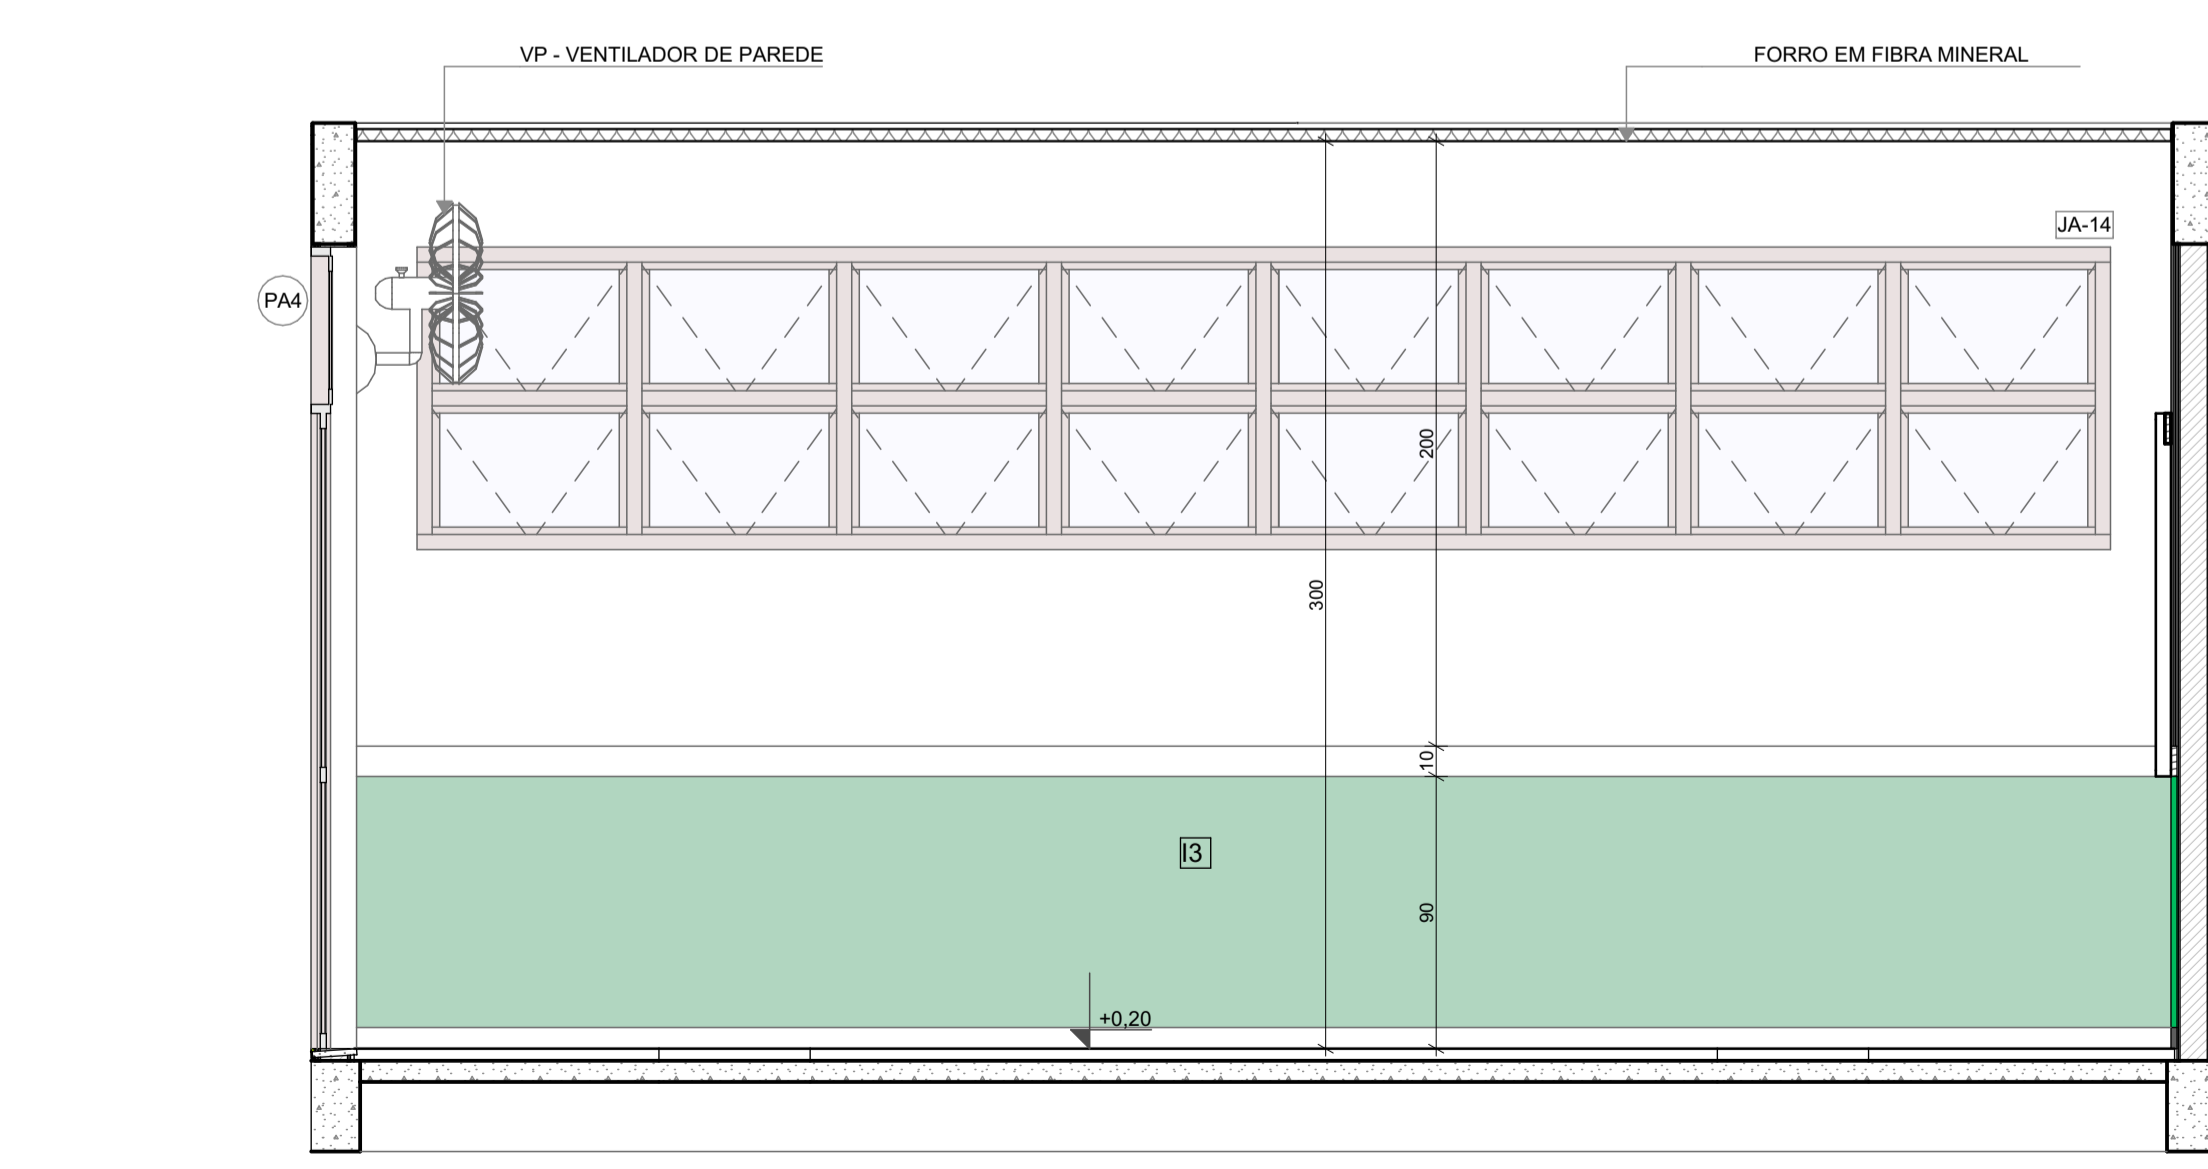 VP - VENTILADOR DE PAREDE
FORRO EM FIBRA MINERAL
JA-14
PA4
200
300
10
I3
90
+0,20